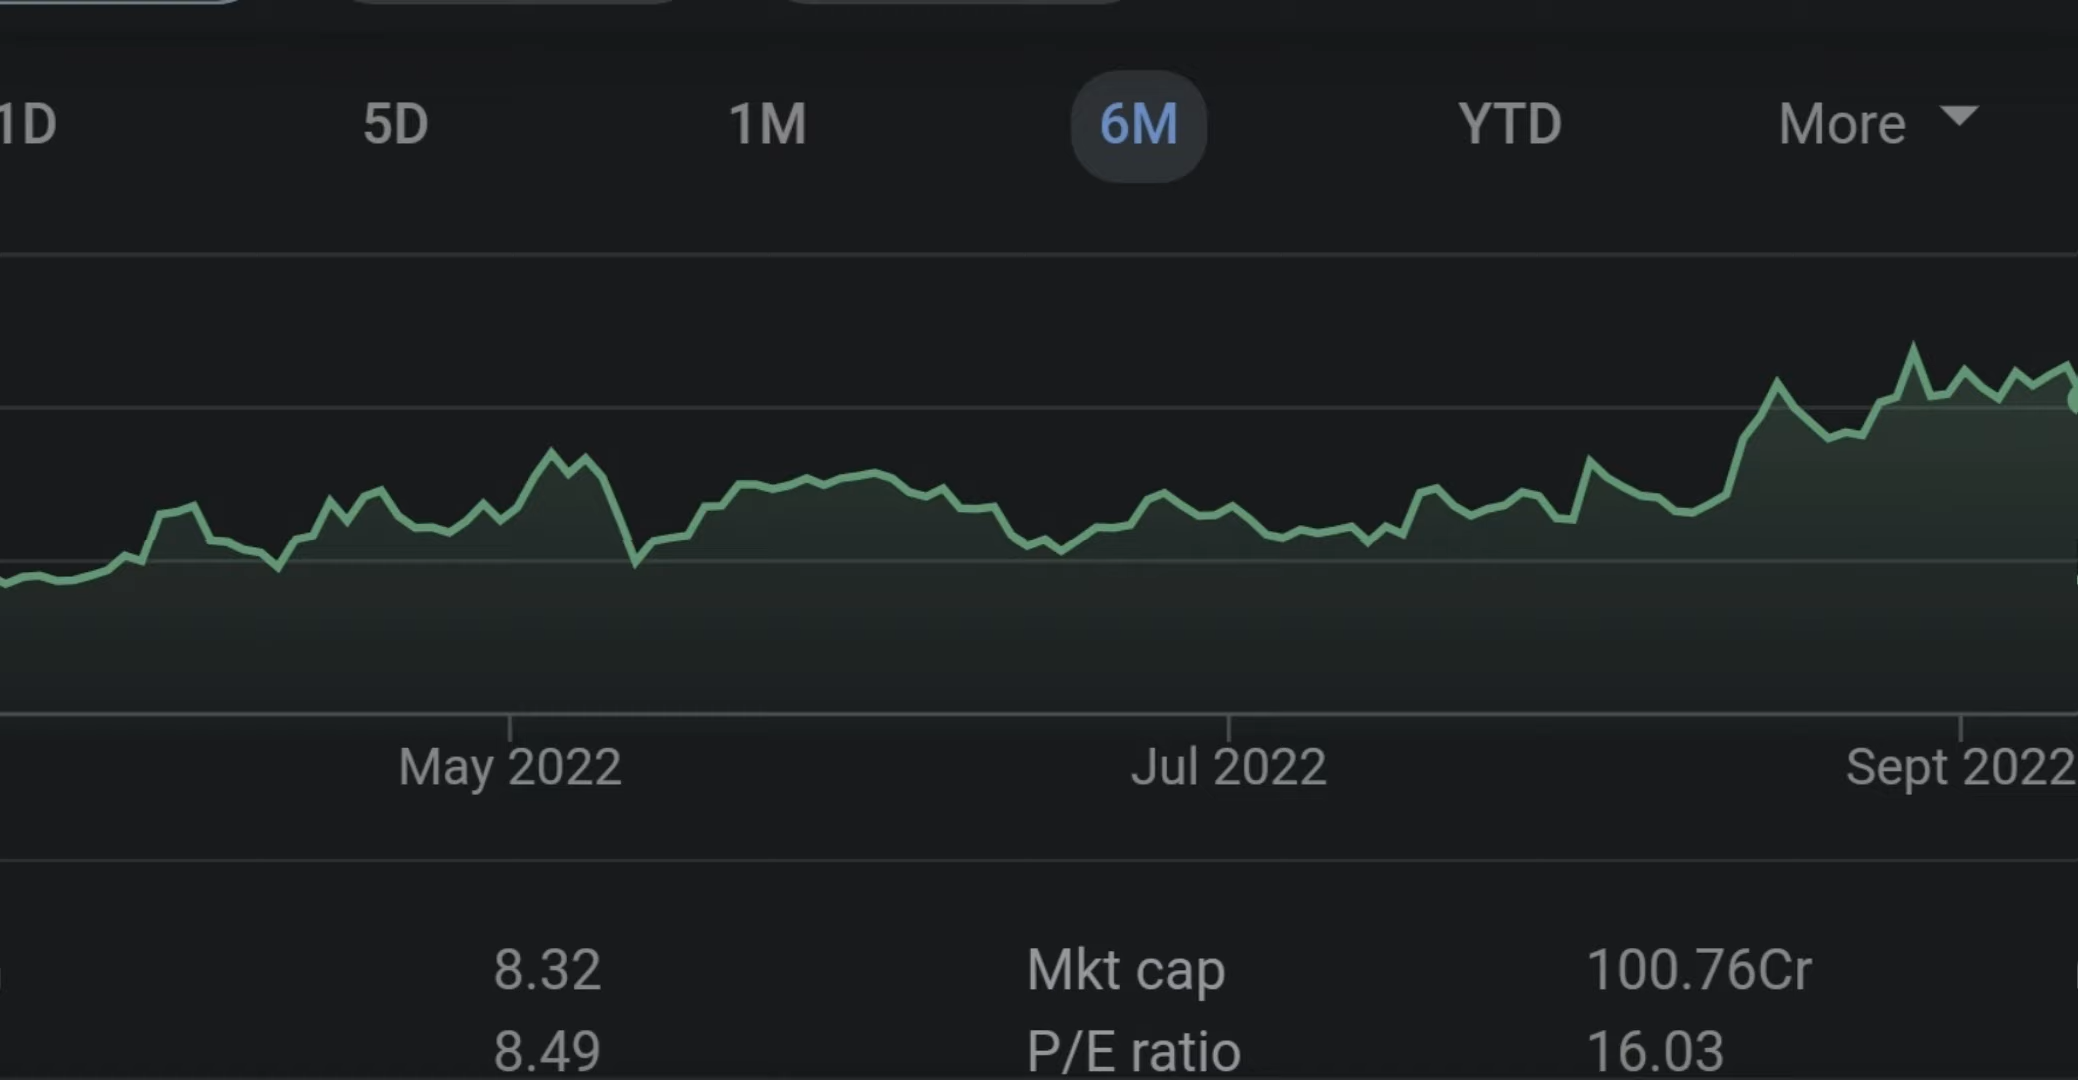 1D 5D 1M 6M YTD More
May 2022 Jul 2022 Sept 2022
8.32 Mkt cap 100.76Cr
8.49 P/E ratio 16.03